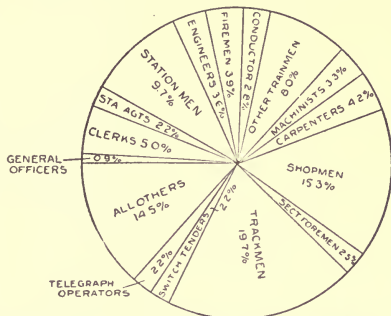 CONDUCTOR 2.6%
OTHER TRAINMEN
8.0%
MACHINISTS 3.3%
CARPENTERS 4.2%
SHOPMEN
15.3%
SECT FOREMEN 2.5%
TRACKMEN
19.7%
SWITCH TENDERS 2.2%
2.2%
TELEGRAPH
OPERATORS
ALL OTHERS
14.5%
0.9%
GENERAL
OFFICERS
CLERKS 5.0%
STA. AGTS 2.2%
STATION MEN
9.7%
ENGINEERS 3.6%
FIREMEN 3.9%